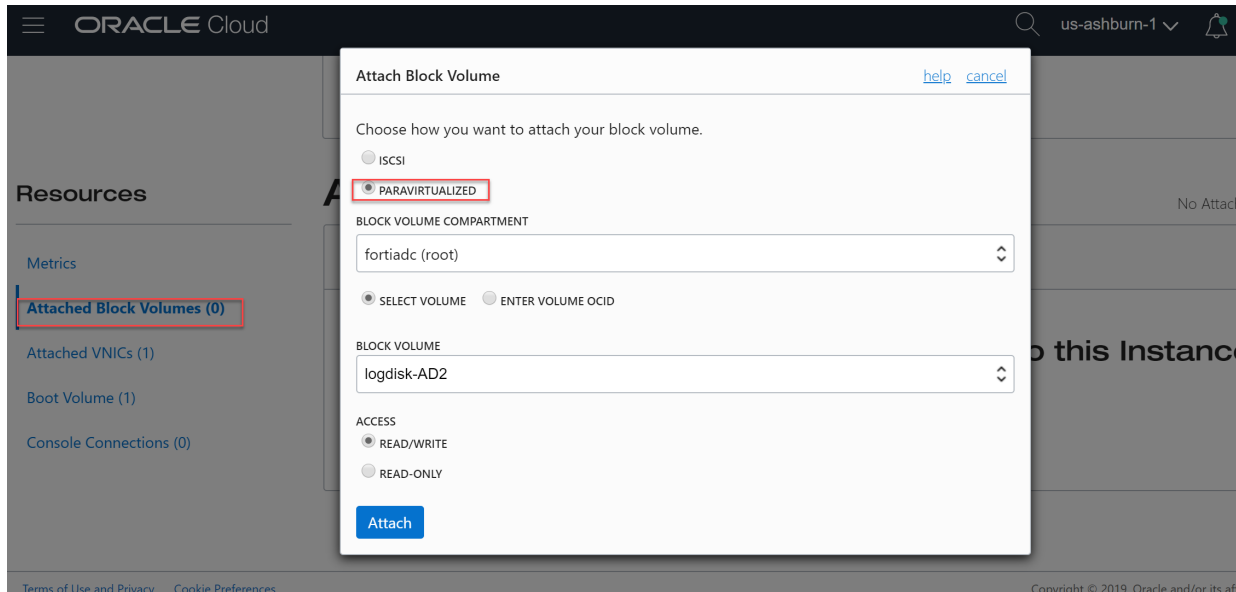 ORACLE Cloud
us-ashburn-1
Attach Block Volume
help cancel
Choose how you want to attach your block volume.
ISCSI
PARAVIRTUALIZED
BLOCK VOLUME COMPARTMENT
fortiadc (root)
SELECT VOLUME ENTER VOLUME OCID
BLOCK VOLUME
logdisk-AD2
ACCESS
READ/WRITE
READ-ONLY
Attach
Resources
Metrics
Attached Block Volumes (0)
Attached VNICs (1)
Boot Volume (1)
Console Connections (0)
A
No Attach
o this Instance
Terms of Use and Privacy Cookie Preferences
Copyright © 2019, Oracle and/or its aff